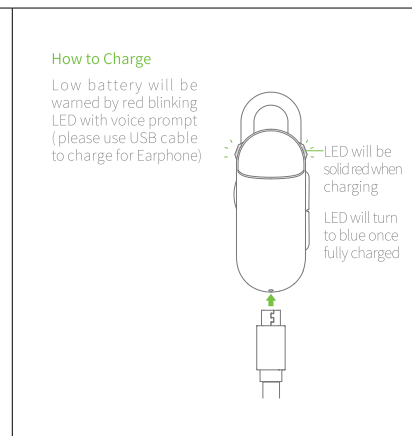 How to Charge
Low battery will be
warned by red blinking
LED with voice prompt
(please use USB cable
to charge for Earphone)
LED will be
solid red when
charging
LED will turn
to blue once
fully charged